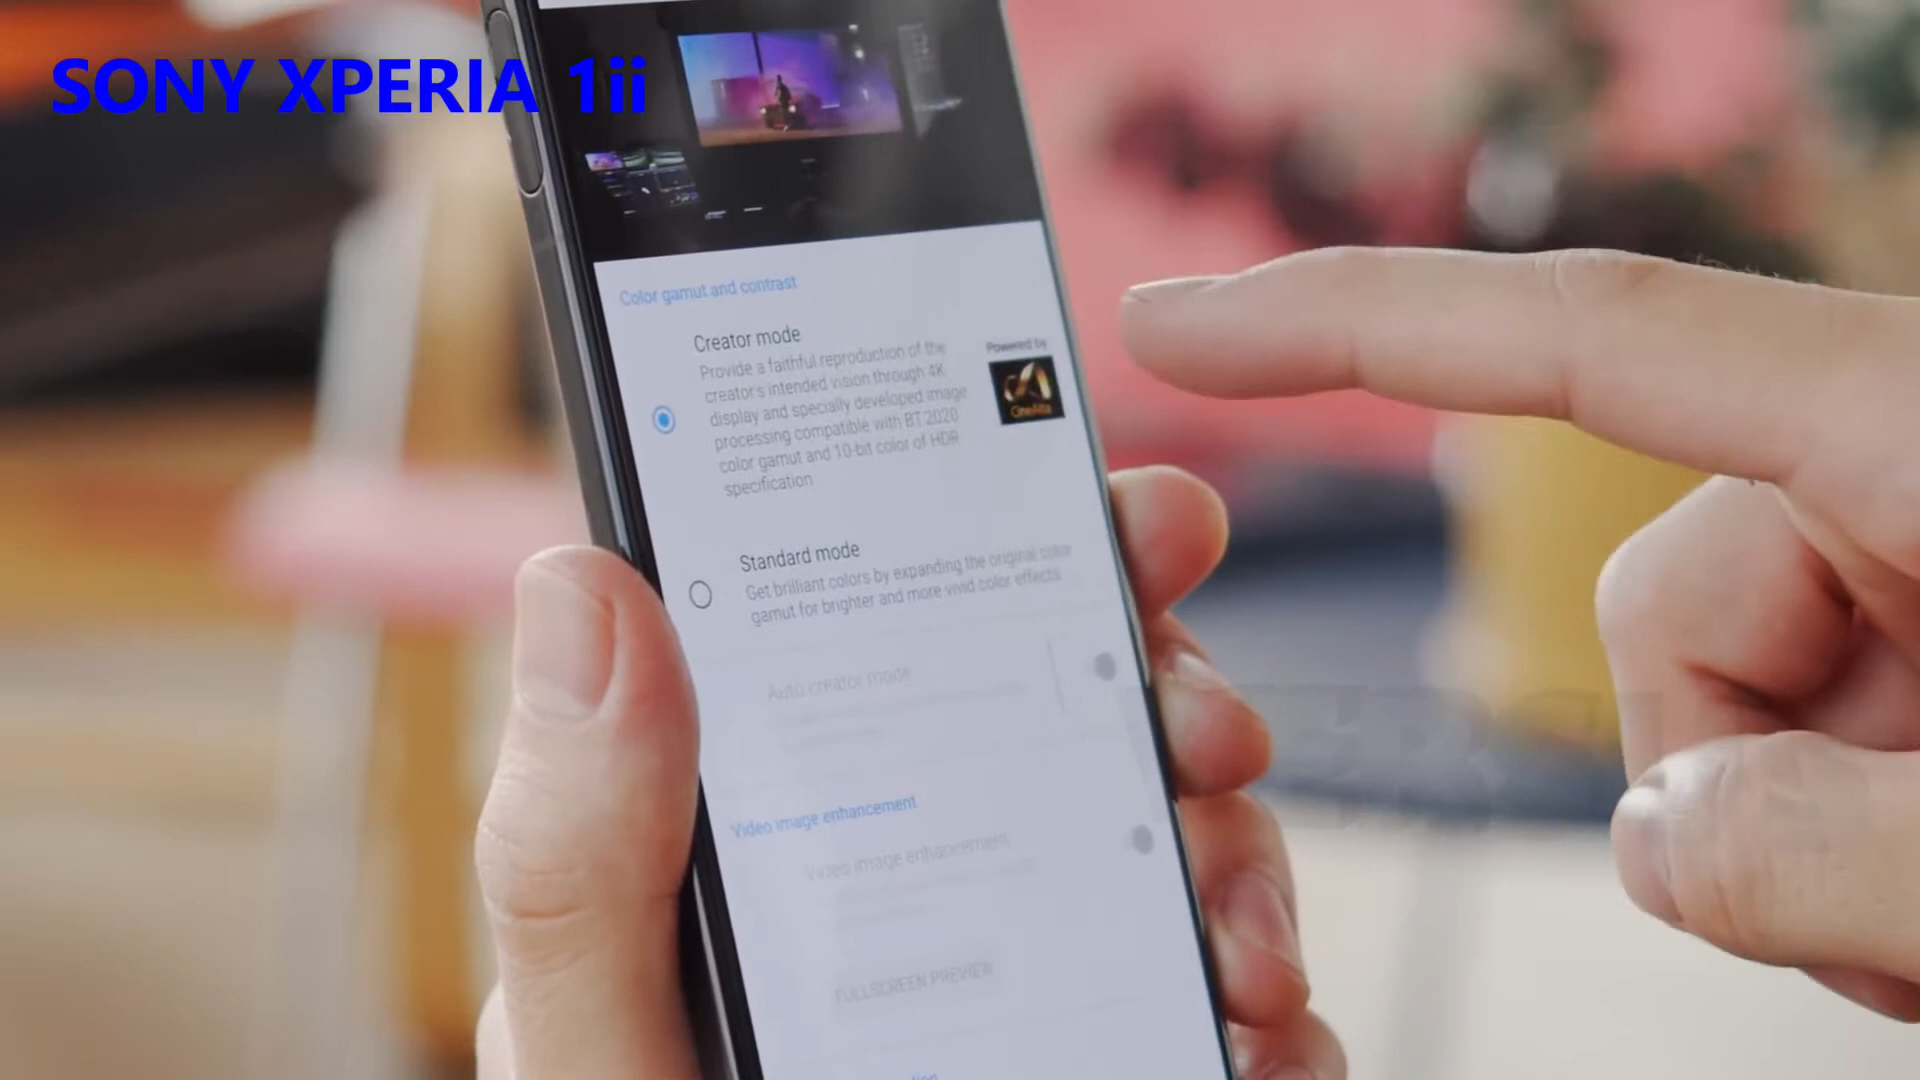 SONY XPERIA 1ii
Color gamut and contrast
Creator mode
Provide a faithful reproduction of the
creator's intended vision through 4K
display and specially developed image
processing compatible with BT.2020
color gamut and 10-bit color of HDR
specification
Powered by
CineAlta
Standard mode
Get brilliant colors by expanding the original color
gamut for brighter and more vivid color effects
Auto creator mode
Video image enhancement
Video image enhancement
FULLSCREEN PREVIEW